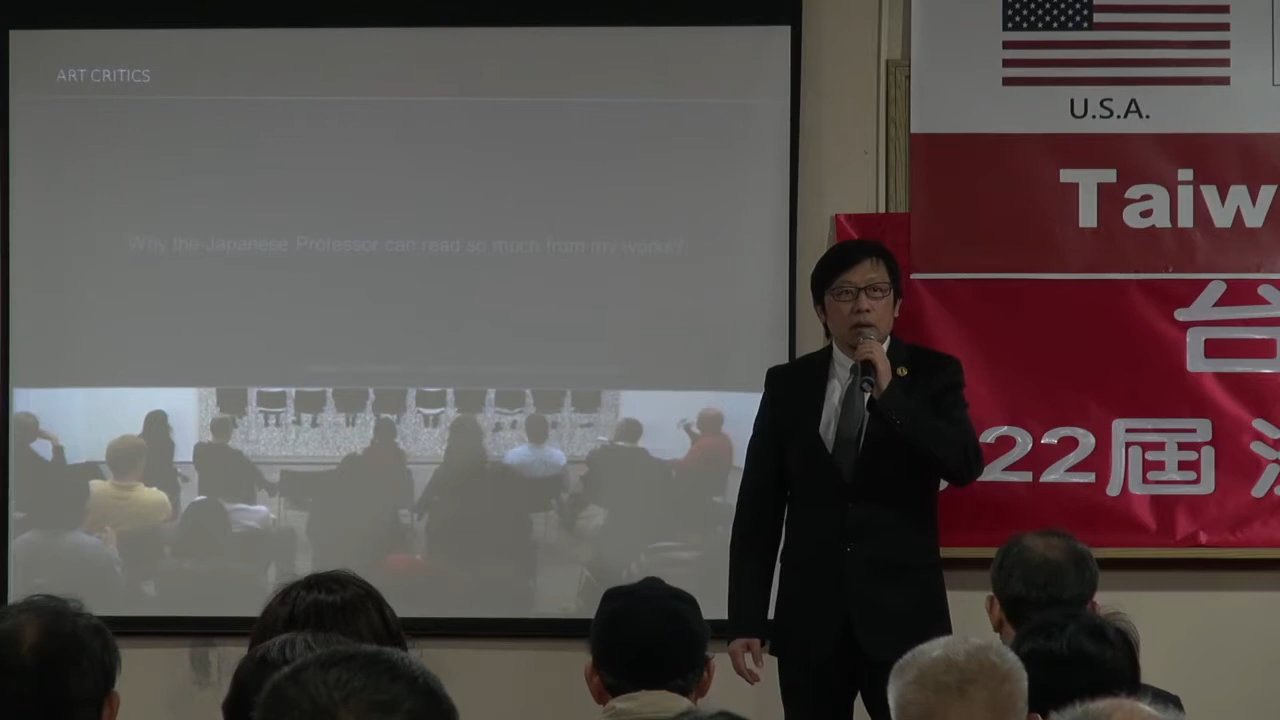 ART CRITICS
Why the Japanese Professor can read so much from my works?
U.S.A.
Taiw
台
22屆